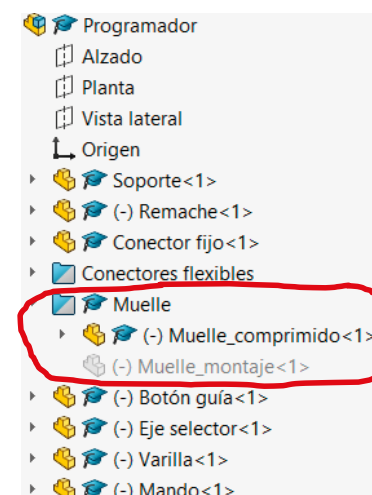 Programador
Alzado
Planta
Vista lateral
Origen
Soporte<1>
(-) Remache<1>
Conector fijo<1>
Conectores flexibles
Muelle
(-) Muelle_comprimido<1>
(-) Muelle_montaje<1>
(-) Botón guía<1>
(-) Eje selector<1>
(-) Varilla<1>
(-) Mando<1>